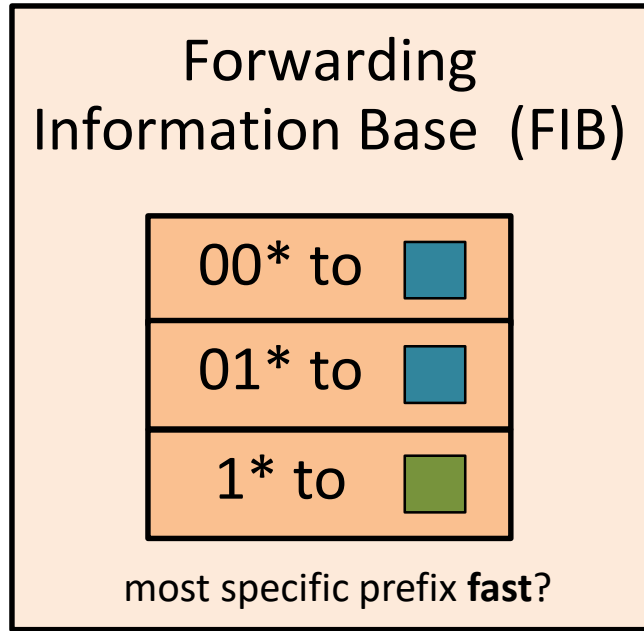 Forwarding
Information Base (FIB)
00* to
01* to
1* to
most specific prefix fast?